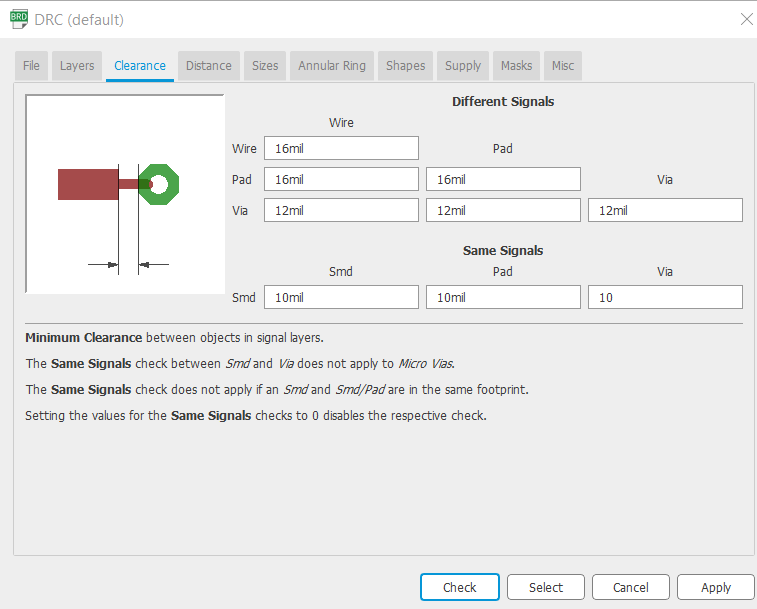 BRD DRC (default)
File Layers Clearance Distance Sizes Annular Ring Shapes Supply Masks Misc
Different Signals
Wire
Wire 16mil Pad
Pad 16mil 16mil Via
Via 12mil 12mil 12mil
Same Signals
Smd Pad Via
Smd 10mil 10mil 10
Minimum Clearance between objects in signal layers.
The Same Signals check between Smd and Via does not apply to Micro Vias.
The Same Signals check does not apply if an Smd and Smd/Pad are in the same footprint.
Setting the values for the Same Signals checks to 0 disables the respective check.
Check Select Cancel Apply